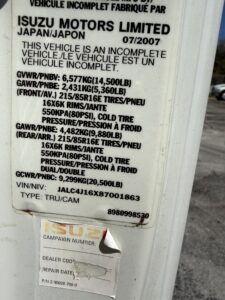 VEHICULE INCOMPLET FABRIQUE PAR
ISUZU MOTORS LIMITED
JAPAN/JAPON 07/2007
THIS VEHICLE IS AN INCOMPLETE
VEHICLE/LE VEHICULE EST UN
VEHICULE INCOMPLET.
GVWR/PNBV: 6,577KG(14,500LB)
GAWR/PNBE: 2,431KG(5,360LB)
(FRONT/AV.) 215/85R16E TIRES/PNEU
16X6K RIMS/JANTE
550KPA(80PSI), COLD TIRE
PRESSURE/PRESSION À FROID
GAWR/PNBE: 4,482KG(9,880LB)
(REAR/ARR.) 215/85R16E TIRES/PNEU
16X6K RIMS/JANTE
550KPA(80PSI), COLD TIRE
PRESSURE/PRESSION À FROID
DUAL/DOUBLE
GCWR/PNBC: 9,299KG(20,500LB)
VIN/NIV: JALC4J16X87001863
TYPE: TRU/CAM
8980998530
ISUZU
CAMPAIGN NUMBER
DEALER CODE
REPAIR DATE